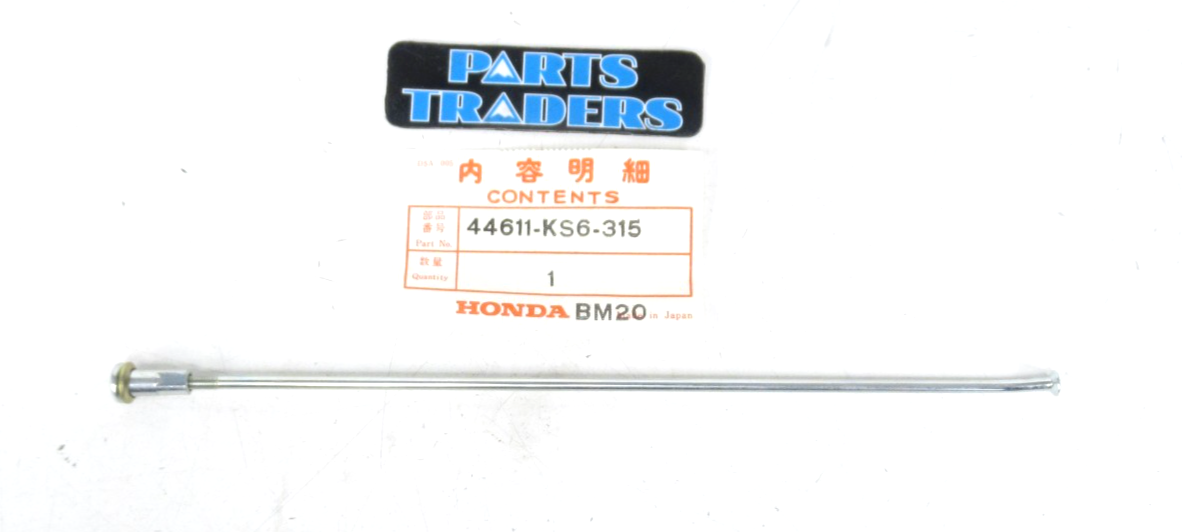 PARTS
TRADERS
内容明細
CONTENTS
部品
番号
Part No.
44611-KS6-315
数量
Quantity
1
HONDA BM20
in Japan